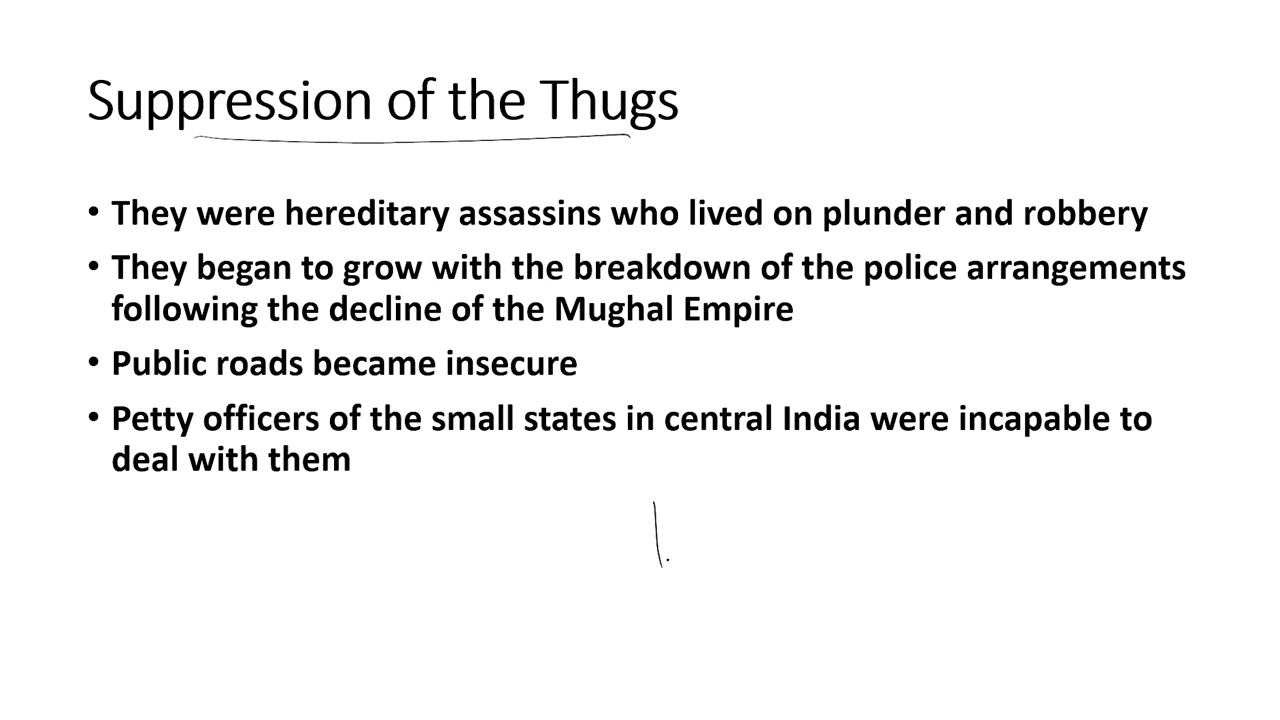 Suppression of the Thugs
• They were hereditary assassins who lived on plunder and robbery
• They began to grow with the breakdown of the police arrangements
following the decline of the Mughal Empire
• Public roads became insecure
• Petty officers of the small states in central India were incapable to
deal with them